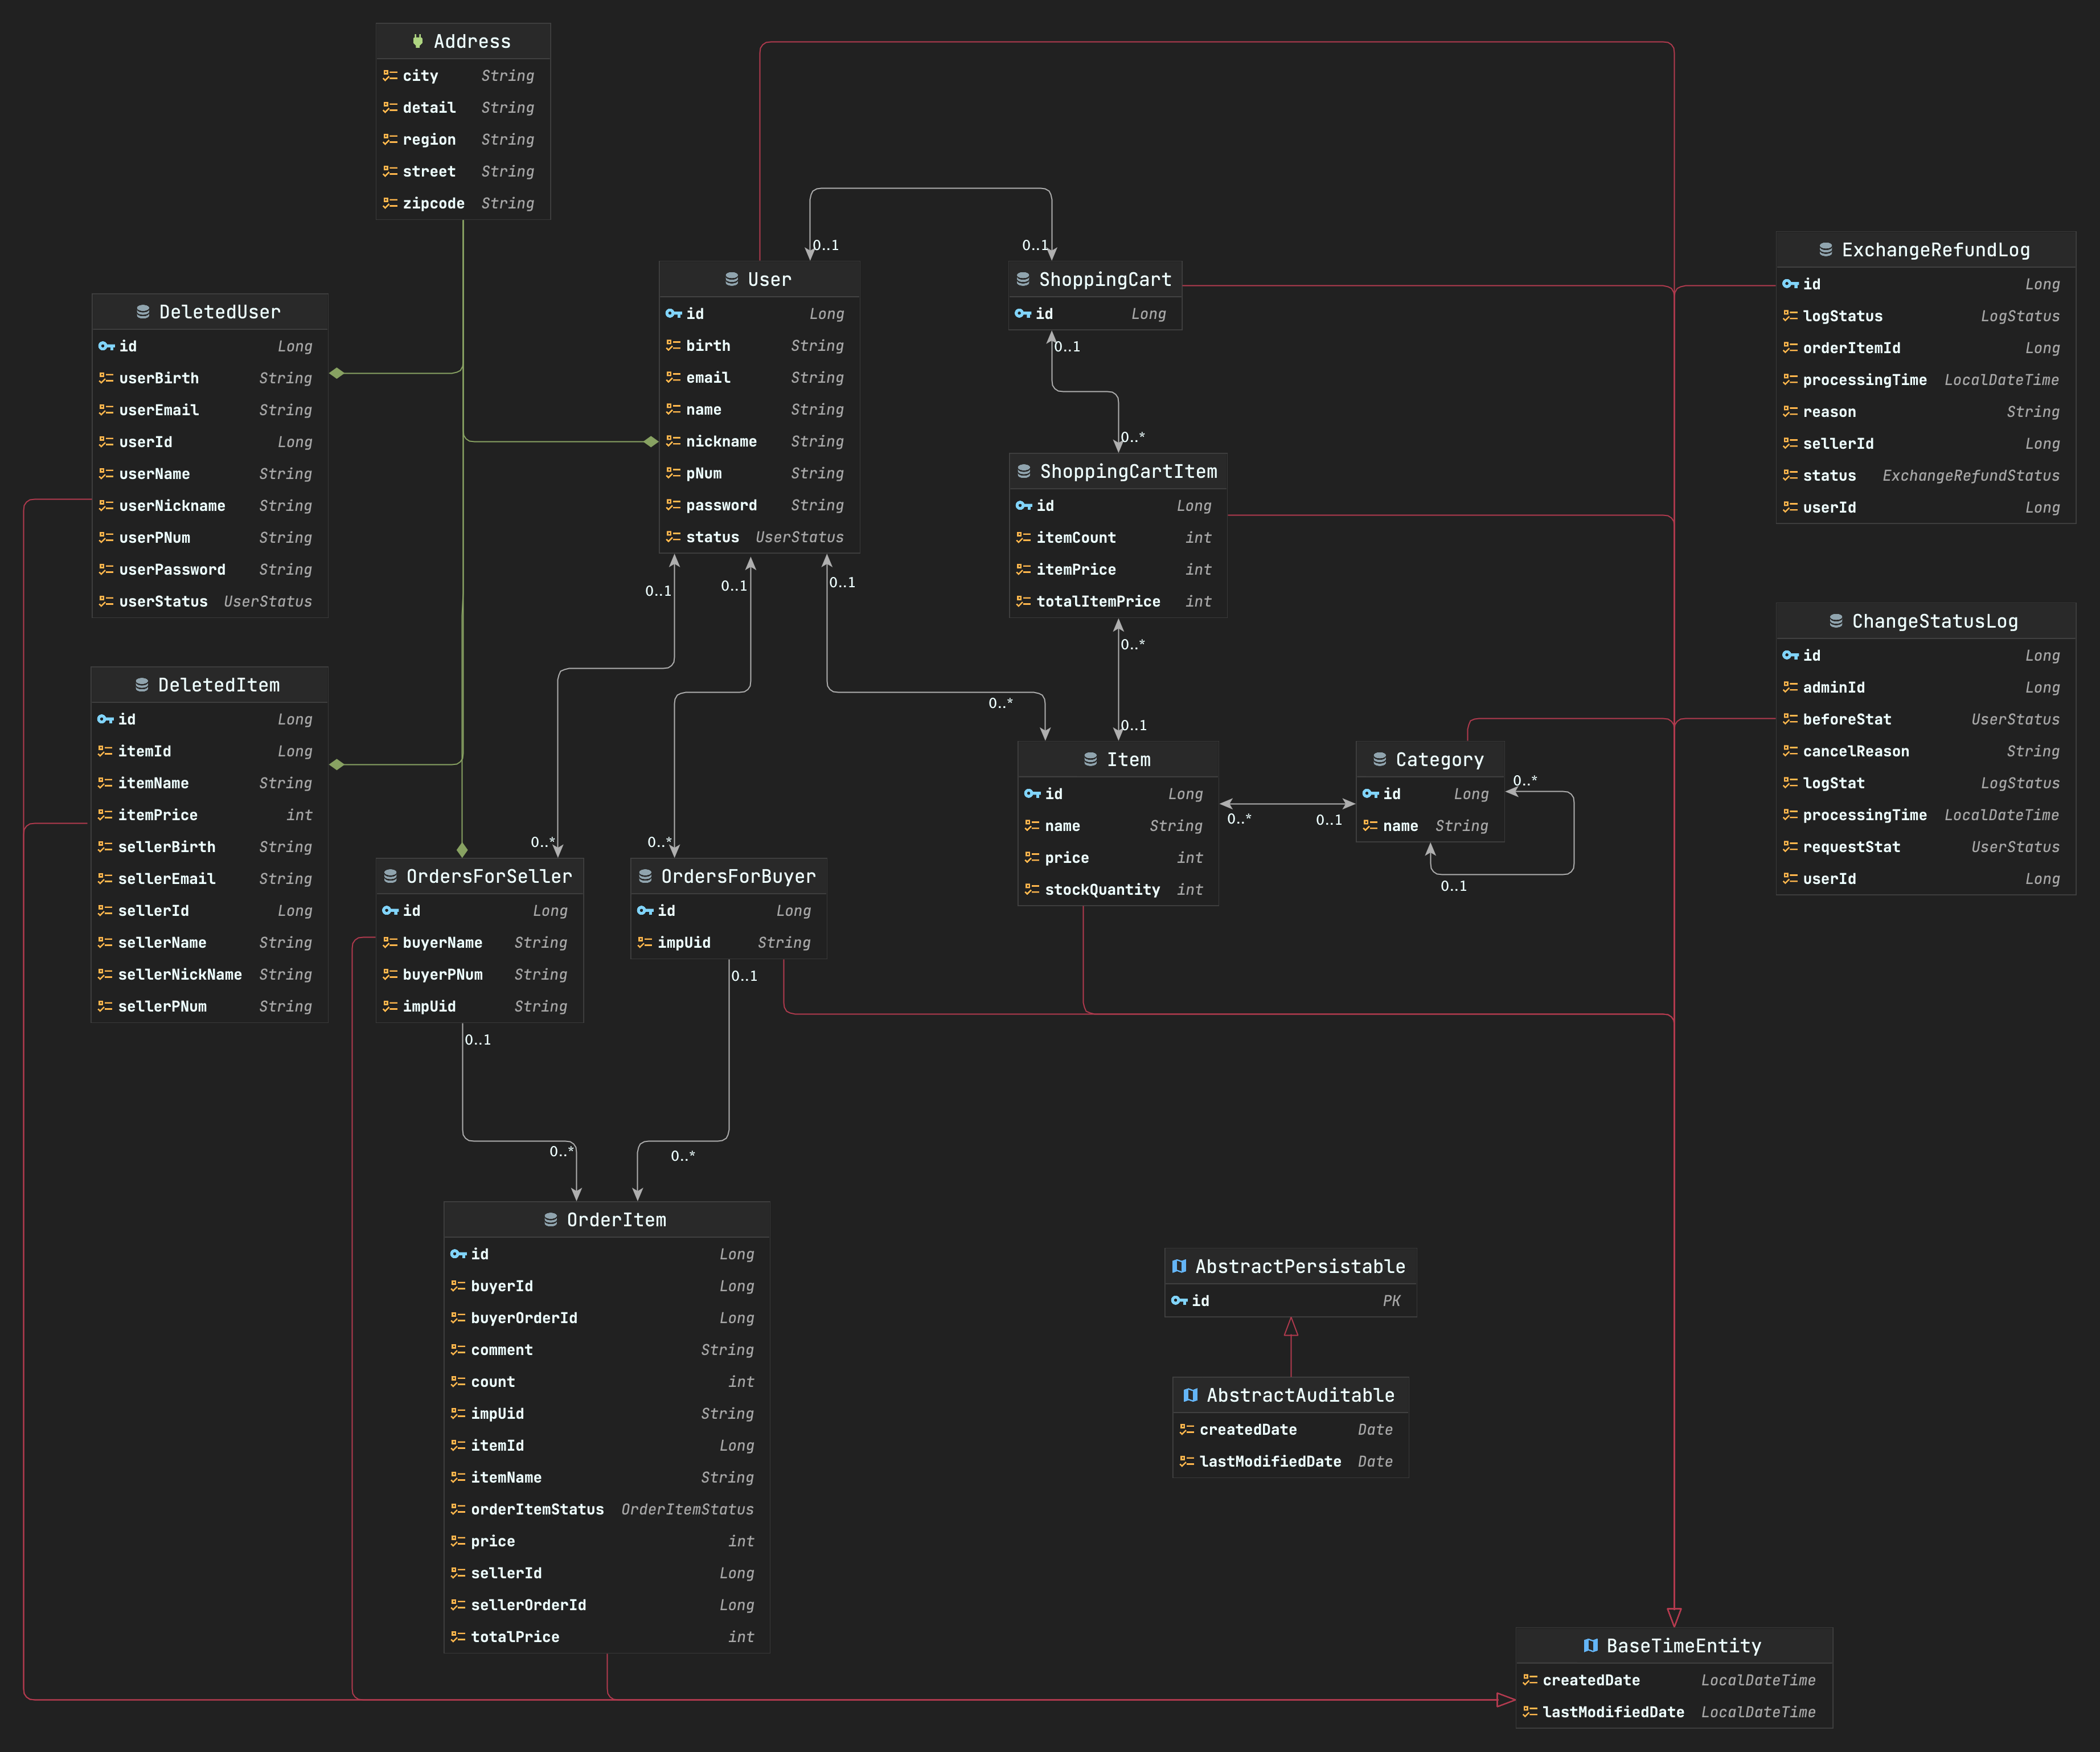 Address
city String
detail String
region String
street String
zipcode String
DeletedUser
id Long
userBirth String
userEmail String
userId Long
userName String
userNickname String
userPNum String
userPassword String
userStatus UserStatus
0..1
0..1
User
id Long
birth String
email String
name String
nickname String
pNum String
password String
status UserStatus
0..1
0..1
0..1
ShoppingCart
id Long
0..1
0..*
ShoppingCartItem
id Long
itemCount int
itemPrice int
totalItemPrice int
0..*
0..1
0..*
ExchangeRefundLog
id Long
logStatus LogStatus
orderItemId Long
processingTime LocalDateTime
reason String
sellerId Long
status ExchangeRefundStatus
userId Long
ChangeStatusLog
id Long
adminId Long
beforeStat UserStatus
cancelReason String
logStat LogStatus
processingTime LocalDateTime
requestStat UserStatus
userId Long
DeletedItem
id Long
itemId Long
itemName String
itemPrice int
sellerBirth String
sellerEmail String
sellerId Long
sellerName String
sellerNickName String
sellerPNum String
0..*
0..*
OrdersForSeller
id Long
buyerName String
buyerPNum String
impUid String
0..1
OrdersForBuyer
id Long
impUid String
0..1
Item
id Long
name String
price int
stockQuantity int
0..*
0..1
Category
id Long
name String
0..*
0..1
0..*
0..*
OrderItem
id Long
buyerId Long
buyerOrderId Long
comment String
count int
impUid String
itemId Long
itemName String
orderItemStatus OrderItemStatus
price int
sellerId Long
sellerOrderId Long
totalPrice int
AbstractPersistable
id PK
AbstractAuditable
createdDate Date
lastModifiedDate Date
BaseTimeEntity
createdDate LocalDateTime
lastModifiedDate LocalDateTime